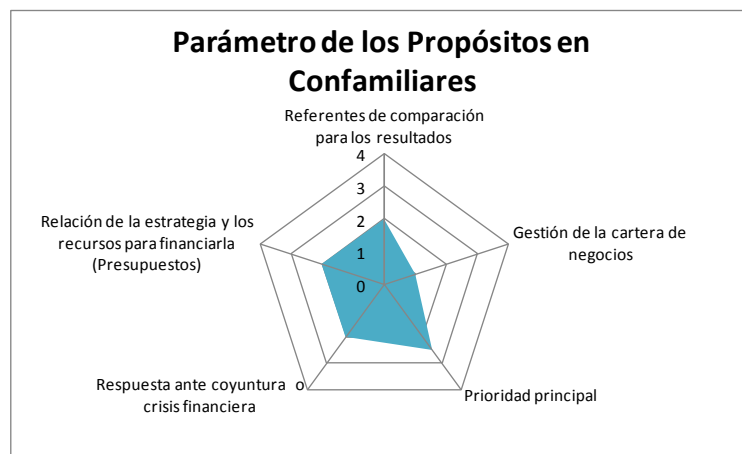 Parámetro de los Propósitos en
Confamiliares
Referentes de comparación
para los resultados
4
3
2
1
0
Relación de la estrategia y los
recursos para financiarla
(Presupuestos)
Gestión de la cartera de
negocios
Respuesta ante coyuntura o
crisis financiera
Prioridad principal